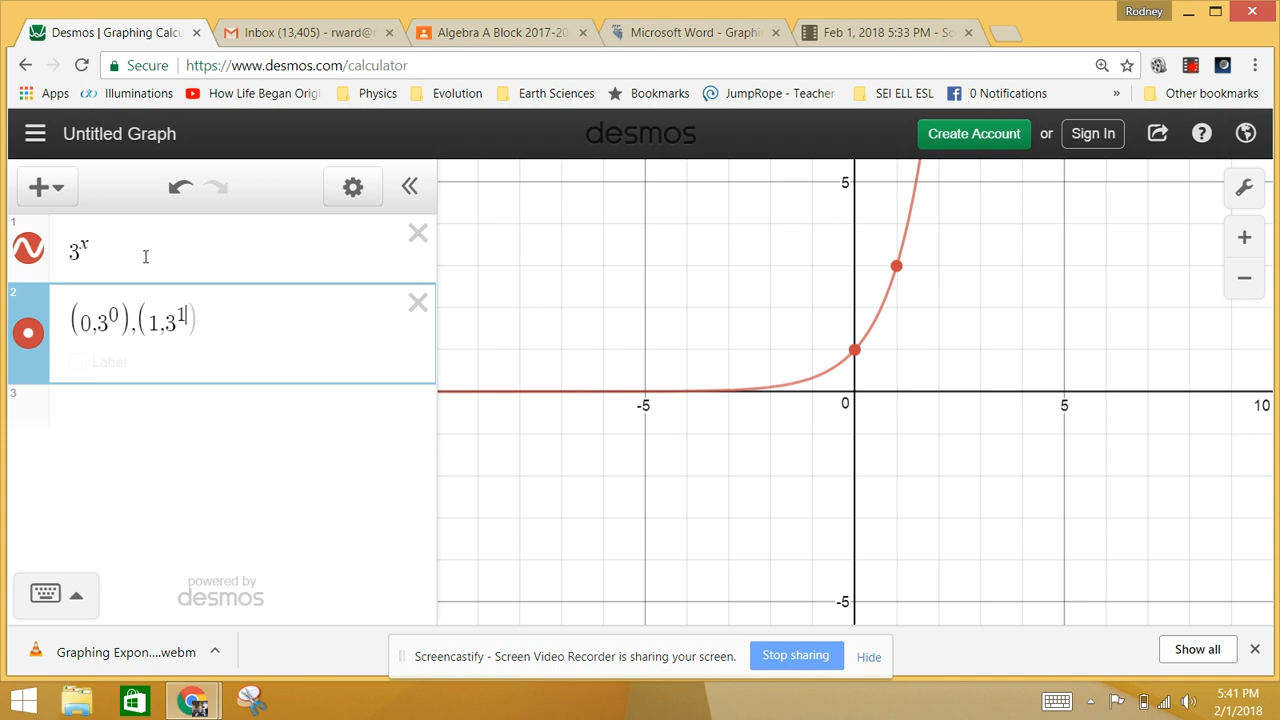 Rodney
Desmos | Graphing Calcu
Inbox (13,405) - rward@
Algebra A Block 2017-20
Microsoft Word - Graphi
Feb 1, 2018 5:33 PM - Sc
Secure
https://www.desmos.com/calculator
Apps
Illuminations
How Life Began Origi
Physics
Evolution
Earth Sciences
Bookmarks
JumpRope - Teacher
SEI ELL ESL
0 Notifications
»
Other bookmarks
Untitled Graph
desmos
Create Account
or
Sign In
1
3^x
2
(0,3^0),(1,3^1)
Label
3
5
-5
0
5
10
-5
powered by
desmos
Graphing Expon....webm
Screencastify - Screen Video Recorder is sharing your screen.
Stop sharing
Hide
Show all
5:41 PM
2/1/2018